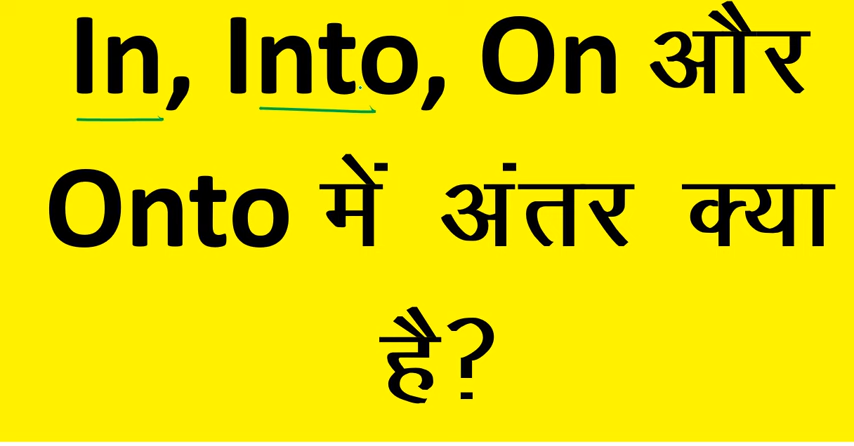 In, Into, On और
Onto में अंतर क्या
है?